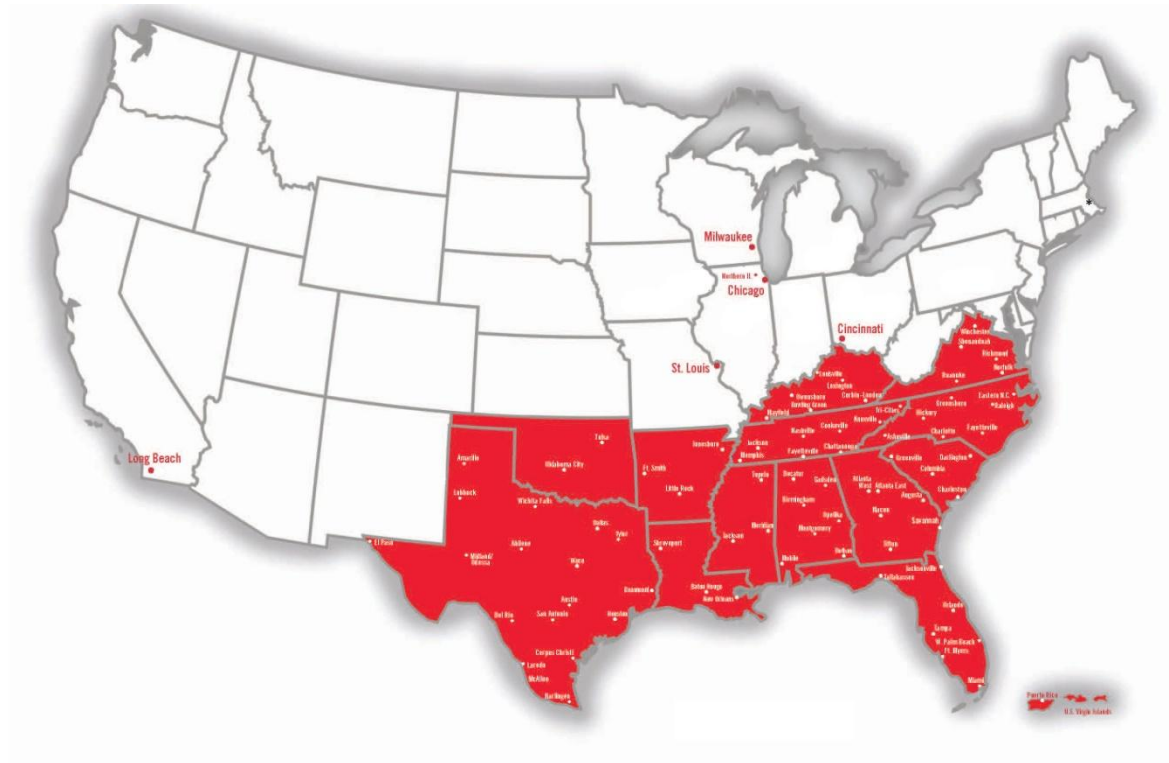 Milwaukee
Northern IL
Chicago
Cincinnati
St. Louis
Long Beach
Winchester
Shenandoah
Richmond
Norfolk
Roanoke
Louisville
Lexington
Owensboro
Bowling Green
Corbin-London
Mayfield
Tri-Cities
Knoxville
Eastern N.C.
Raleigh
Greensboro
Hickory
Charlotte
Fayetteville
Asheville
Nashville
Cookeville
Jackson
Memphis
Fayetteville
Chattanooga
Greenville
Darlington
Columbia
Charleston
Jonesboro
Ft. Smith
Little Rock
Tulsa
Oklahoma City
Amarillo
Lubbock
Wichita Falls
Dallas
Tyler
Abilene
El Paso
Midland/
Odessa
Waco
Austin
Del Rio
San Antonio
Houston
Beaumont
Corpus Christi
Laredo
McAllen
Harlingen
Shreveport
Baton Rouge
New Orleans
Tupelo
Meridian
Jackson
Decatur
Gadsden
Birmingham
Opelika
Montgomery
Mobile
Dothan
Atlanta
West
Atlanta East
Augusta
Macon
Savannah
Tifton
Jacksonville
Tallahassee
Orlando
Tampa
W. Palm Beach
Ft. Myers
Miami
Puerto Rico
U.S. Virgin Islands